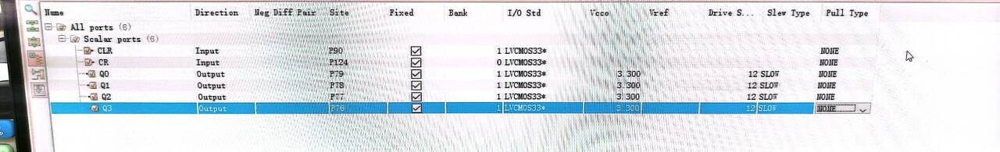 Name Direction Neg Diff Pair Site Fixed Bank I/O Std Vcco Vref Drive S... Slew Type Pull Type
All ports (6)
Scalar ports (6)
CLR Input P90 1 LVCMOS33* NONE
CR Input P124 0 LVCMOS33* NONE
Q0 Output P79 1 LVCMOS33* 3.300 12 SLOW NONE
Q1 Output P78 1 LVCMOS33* 3.300 12 SLOW NONE
Q2 Output P77 1 LVCMOS33* 3.300 12 SLOW NONE
Q3 Output P76 1 LVCMOS33* 3.300 12 SLOW NONE